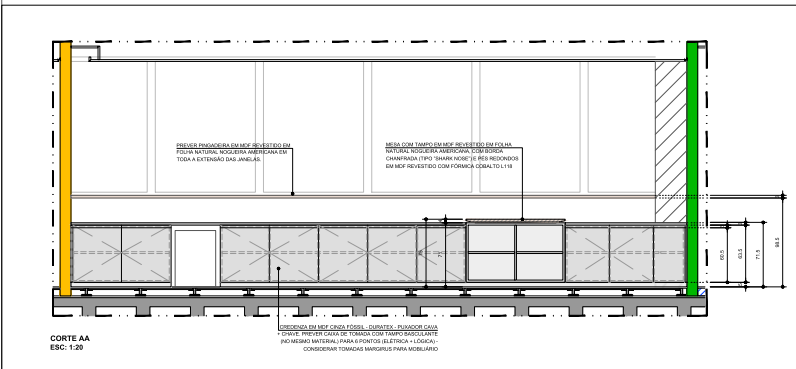 PREVER PINGADEIRA EM MDF REVESTIDO EM
FOLHA NATURAL NOGUEIRA AMERICANA EM
TODA A EXTENSÃO DAS JANELAS.
MESA COM TAMPO EM MDF REVESTIDO EM FOLHA
NATURAL NOGUEIRA AMERICANA, COM BORDA
CHANFRADA (TIPO "SHARK NOSE") E PÉS REDONDOS
EM MDF REVESTIDO COM FÓRMICA COBALTO L118
60.5
63.5
71.5
98.5
CREDENZA EM MDF CINZA FÓSSIL - DURATEX - PUXADOR CAVA
+ CHAVE. PREVER CAIXA DE TOMADA COM TAMPO BASCULANTE
(NO MESMO MATERIAL) PARA 6 PONTOS (ELÉTRICA + LÓGICA) -
CONSIDERAR TOMADAS MARGIRIUS PARA MOBILIÁRIO
CORTE AA
ESC: 1:20